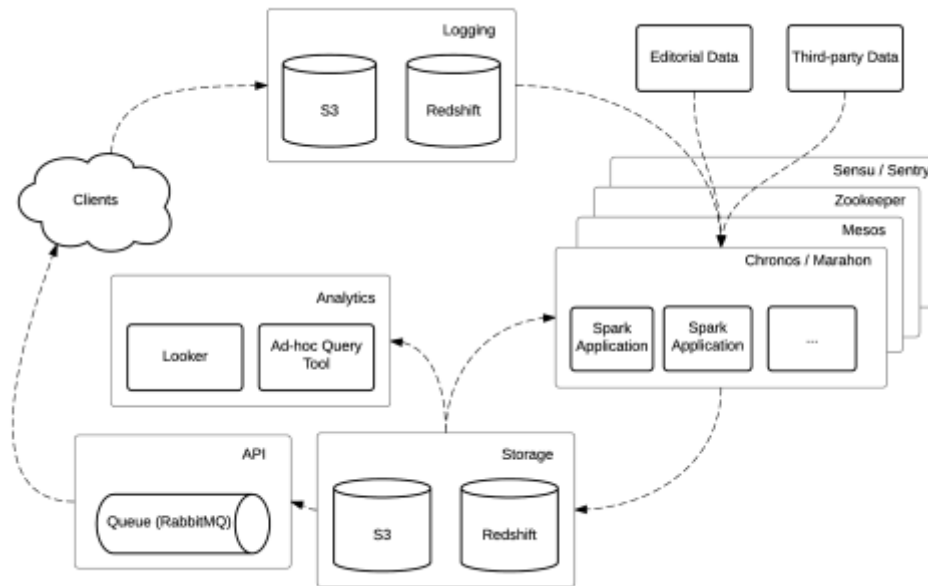 Logging
S3
Redshift
Editorial Data
Third-party Data
Clients
Sensu / Sentry
Zookeeper
Mesos
Chronos / Marahon
Spark
Application
Spark
Application
...
Analytics
Looker
Ad-hoc Query
Tool
API
Queue (RabbitMQ)
Storage
S3
Redshift